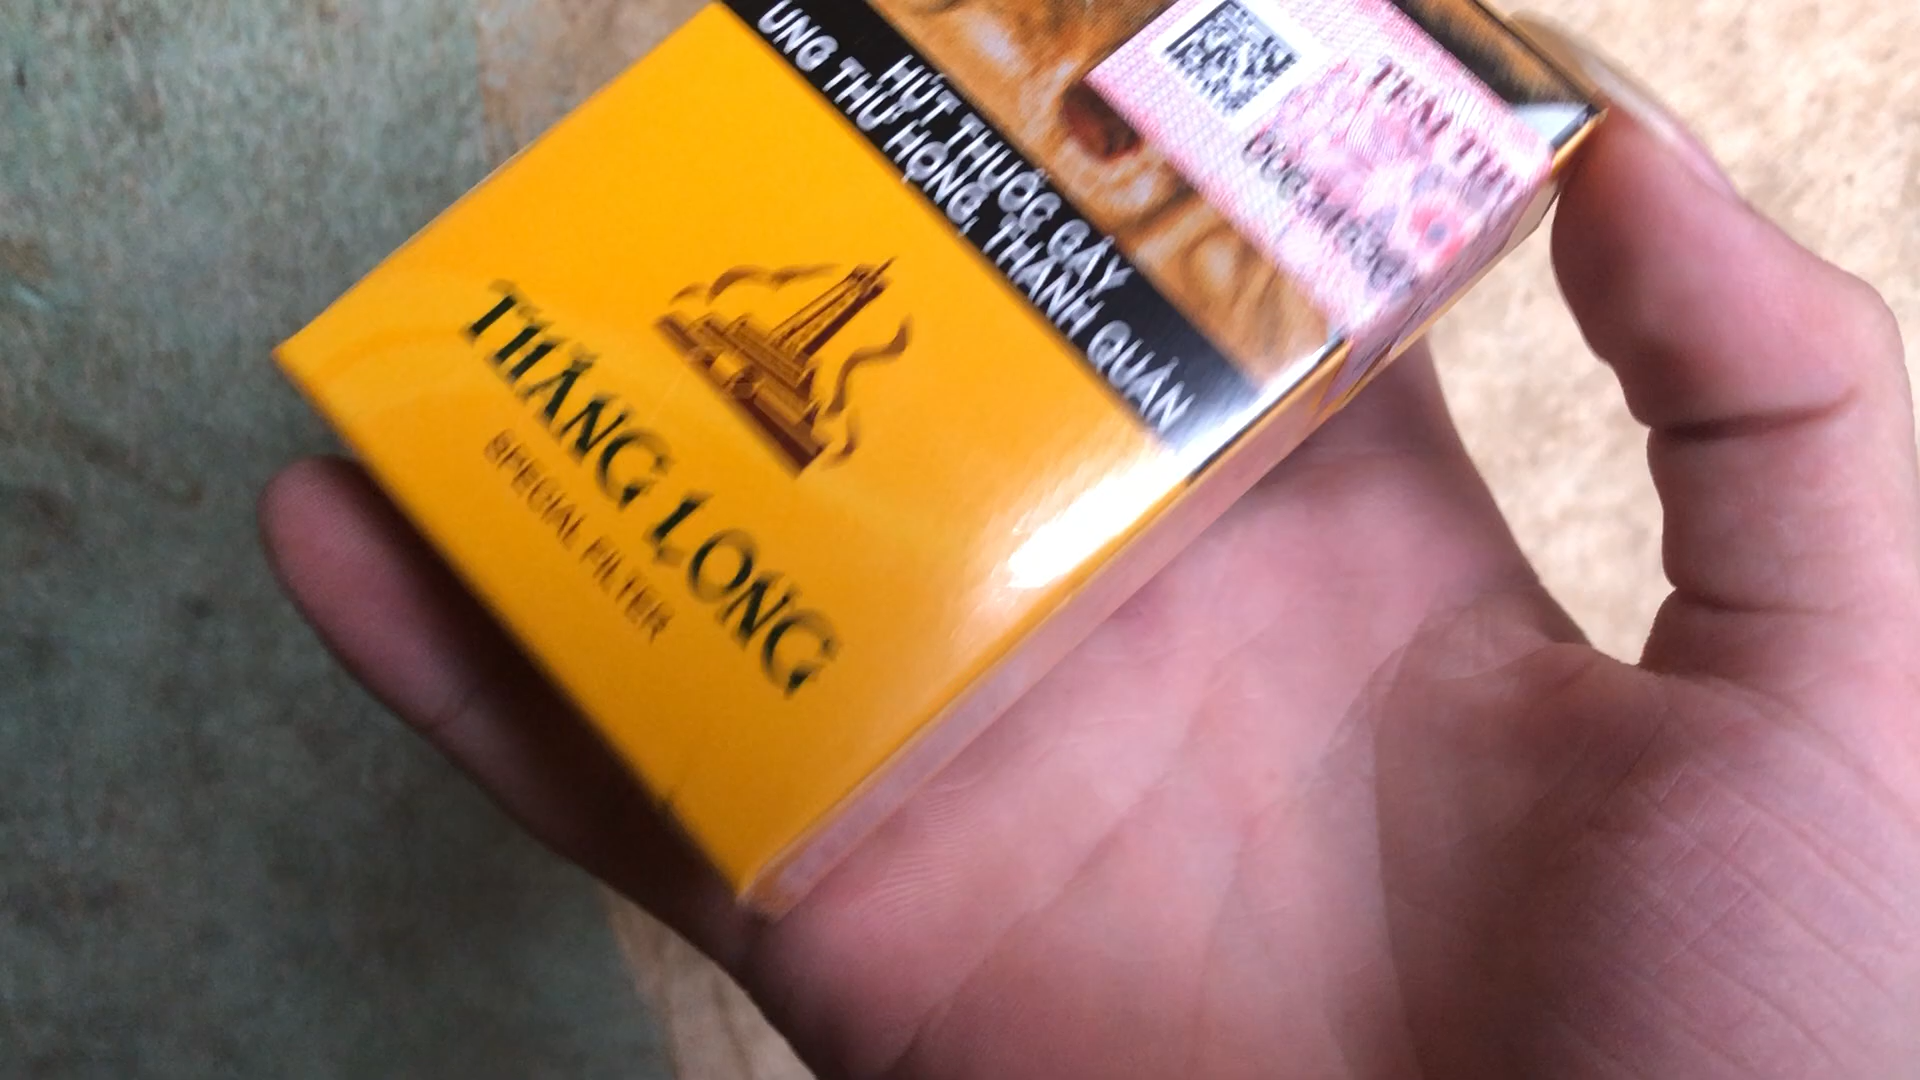 HÚT THUỐC GÂY
UNG THƯ HỌNG, THANH QUẢN
THĂNG LONG
SPECIAL FILTER